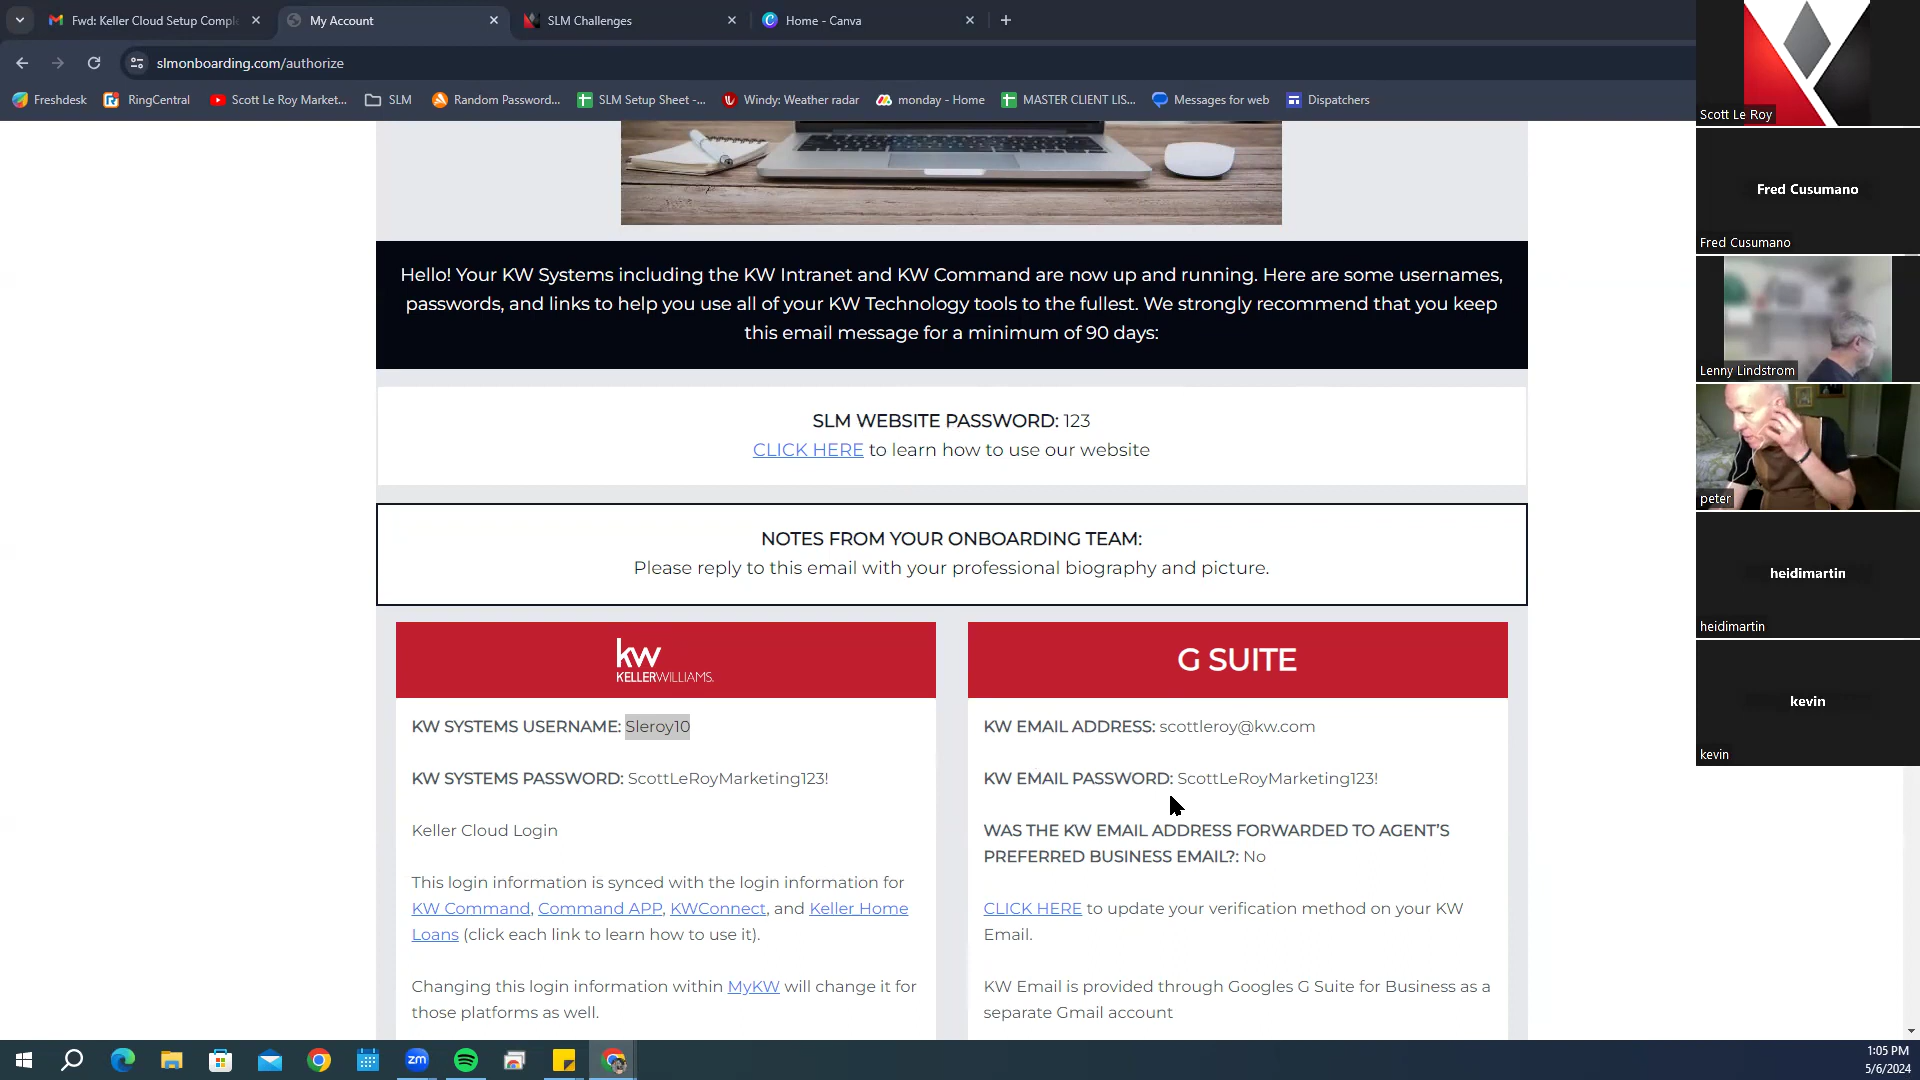 Fwd: Keller Cloud Setup Comple
My Account
SLM Challenges
Home - Canva
slmonboarding.com/authorize
Freshdesk
RingCentral
Scott Le Roy Market...
SLM
Random Password...
SLM Setup Sheet -...
Windy: Weather radar
monday - Home
MASTER CLIENT LIS...
Messages for web
Dispatchers
Hello! Your KW Systems including the KW Intranet and KW Command are now up and running. Here are some usernames,
passwords, and links to help you use all of your KW Technology tools to the fullest. We strongly recommend that you keep
this email message for a minimum of 90 days:
SLM WEBSITE PASSWORD: 123
CLICK HERE to learn how to use our website
NOTES FROM YOUR ONBOARDING TEAM:
Please reply to this email with your professional biography and picture.
kw
KELLERWILLIAMS.
KW SYSTEMS USERNAME: Sleroy10
KW SYSTEMS PASSWORD: ScottLeRoyMarketing123!
Keller Cloud Login
This login information is synced with the login information for
KW Command, Command APP, KWConnect, and Keller Home
Loans (click each link to learn how to use it).
Changing this login information within MyKW will change it for
those platforms as well.
G SUITE
KW EMAIL ADDRESS: scottleroy@kw.com
KW EMAIL PASSWORD: ScottLeRoyMarketing123!
WAS THE KW EMAIL ADDRESS FORWARDED TO AGENT'S
PREFERRED BUSINESS EMAIL?: No
CLICK HERE to update your verification method on your KW
Email.
KW Email is provided through Googles G Suite for Business as a
separate Gmail account
Scott Le Roy
Fred Cusumano
Fred Cusumano
Lenny Lindstrom
peter
heidimartin
heidimartin
kevin
kevin
zm
1:05 PM
5/6/2024